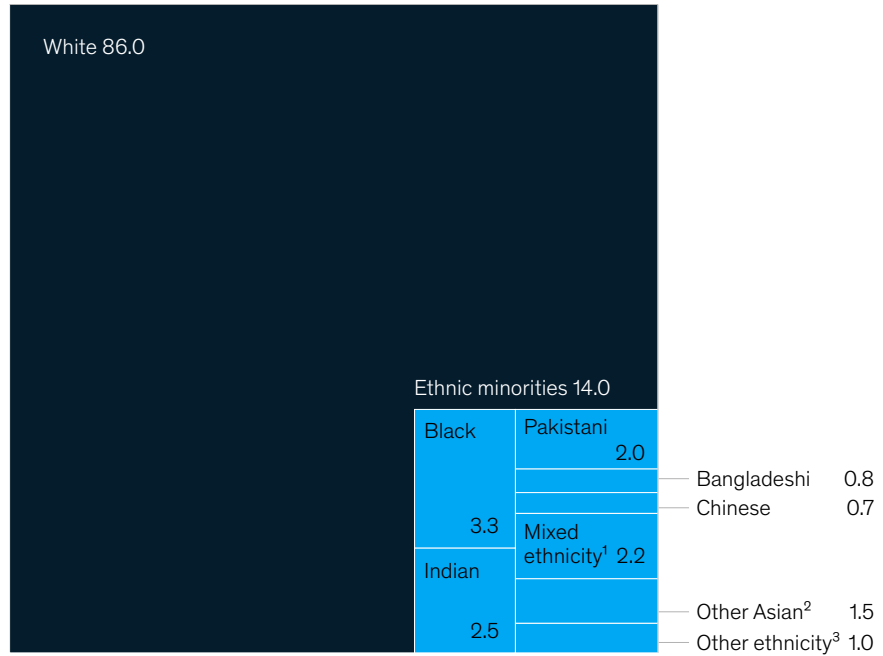 White 86.0
Ethnic minorities 14.0
Black
3.3
Pakistani
2.0
Bangladeshi 0.8
Chinese 0.7
Mixed
ethnicity¹ 2.2
Indian
2.5
Other Asian² 1.5
Other ethnicity³ 1.0